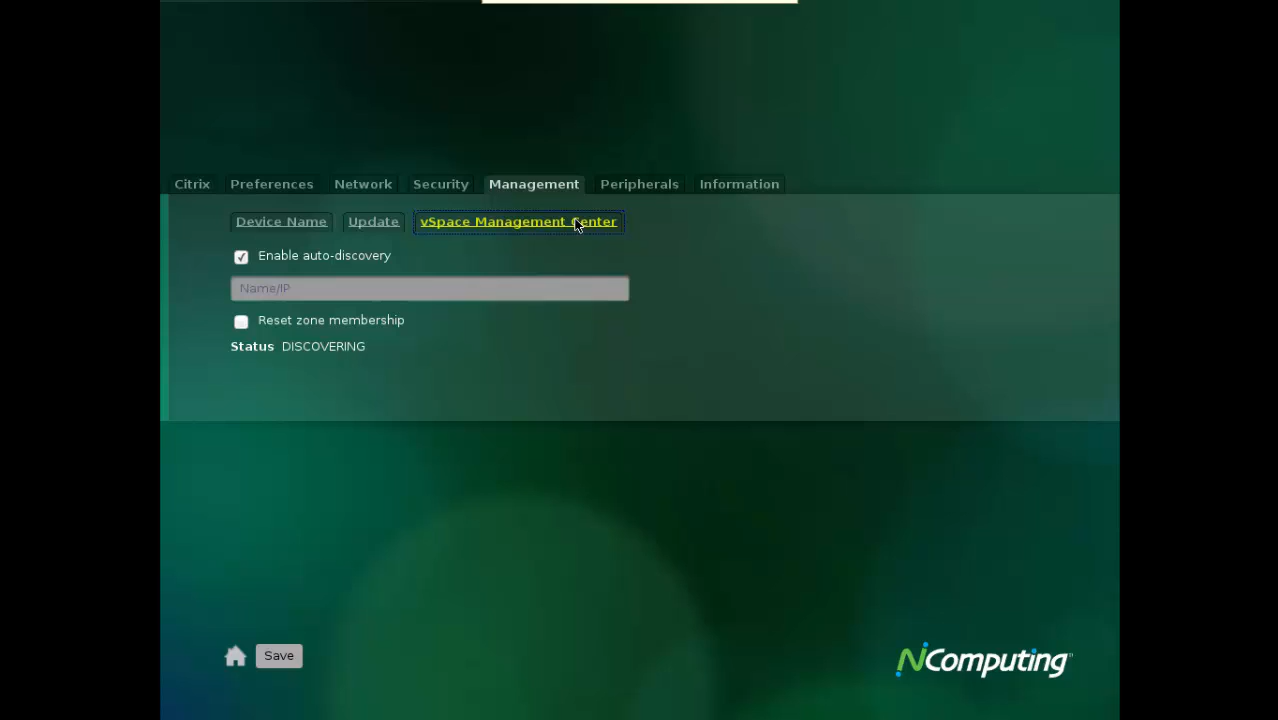 Citrix Preferences Network Security Management Peripherals Information
Device Name Update vSpace Management Center
Enable auto-discovery
Name/IP
Reset zone membership
Status DISCOVERING
Save
NComputing™